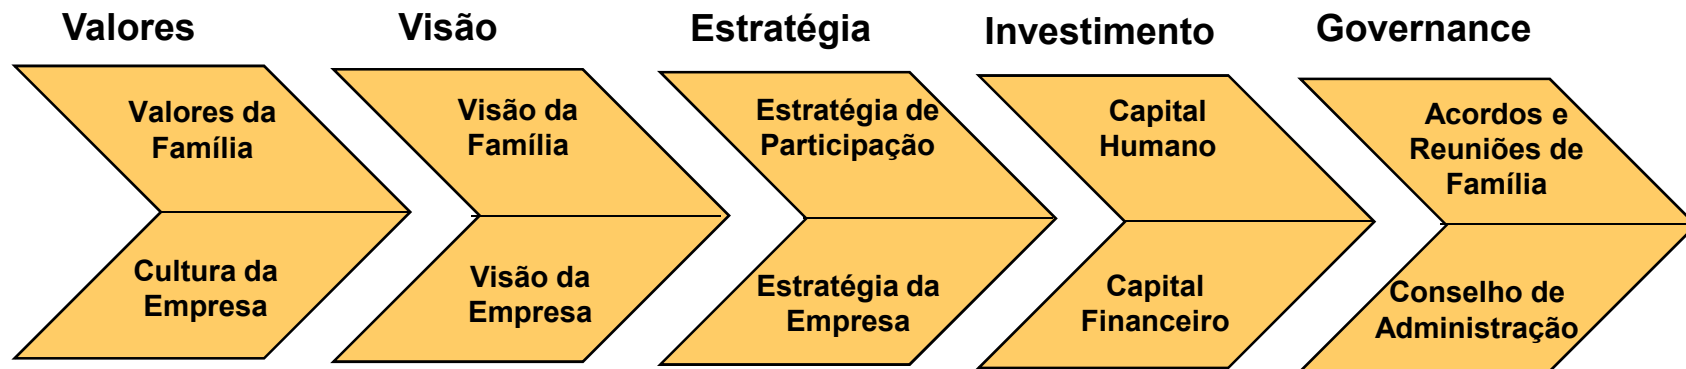 Valores
Visão
Estratégia
Investimento
Governance
Valores da
Família
Visão da
Família
Estratégia de
Participação
Capital
Humano
Acordos e
Reuniões de
Família
Cultura da
Empresa
Visão da
Empresa
Estratégia da
Empresa
Capital
Financeiro
Conselho de
Administração